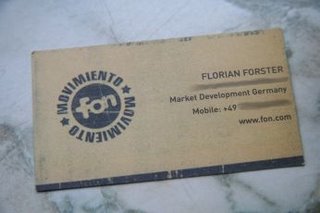 MOVIMIENTO
fon
MOVIMIENTO
FLORIAN FORSTER
Market Development Germany
Mobile: +49
www.fon.com